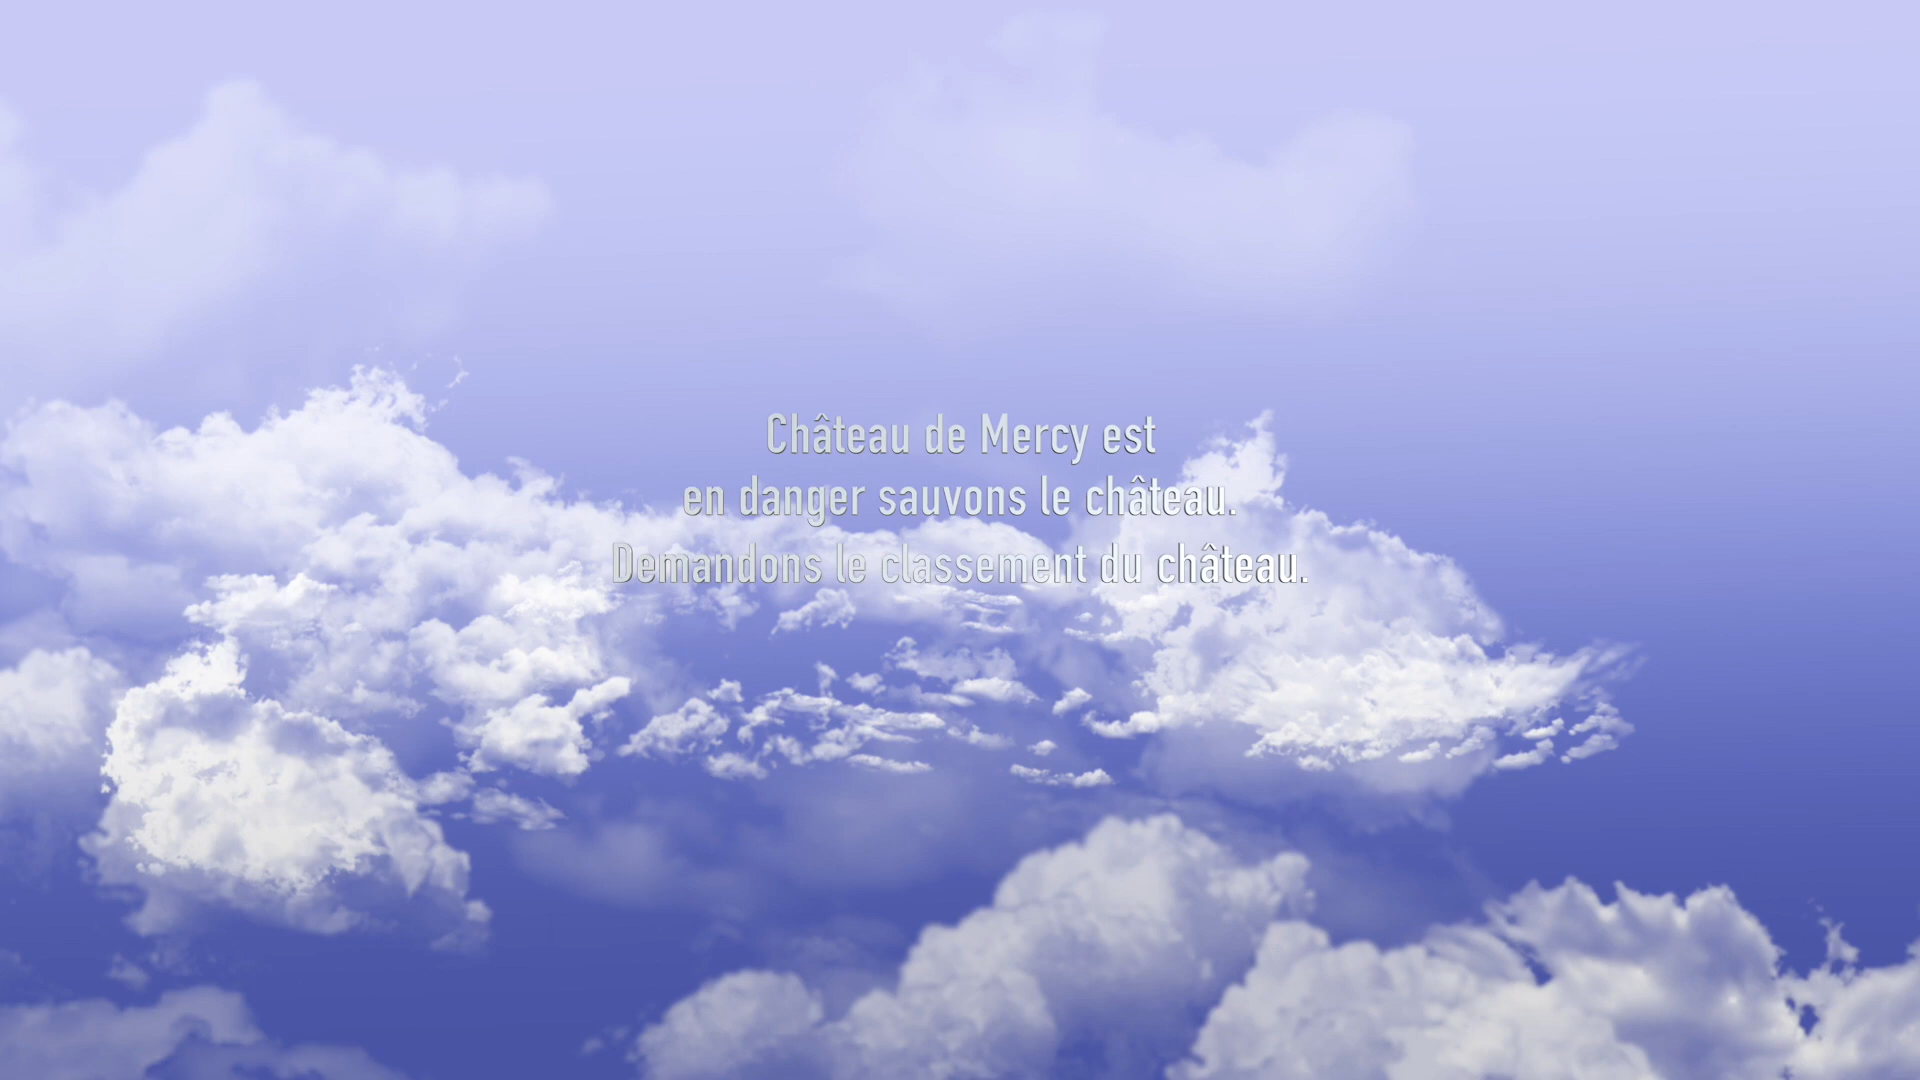 Château de Mercy est
en danger sauvons le château.
Demandons le classement du château.